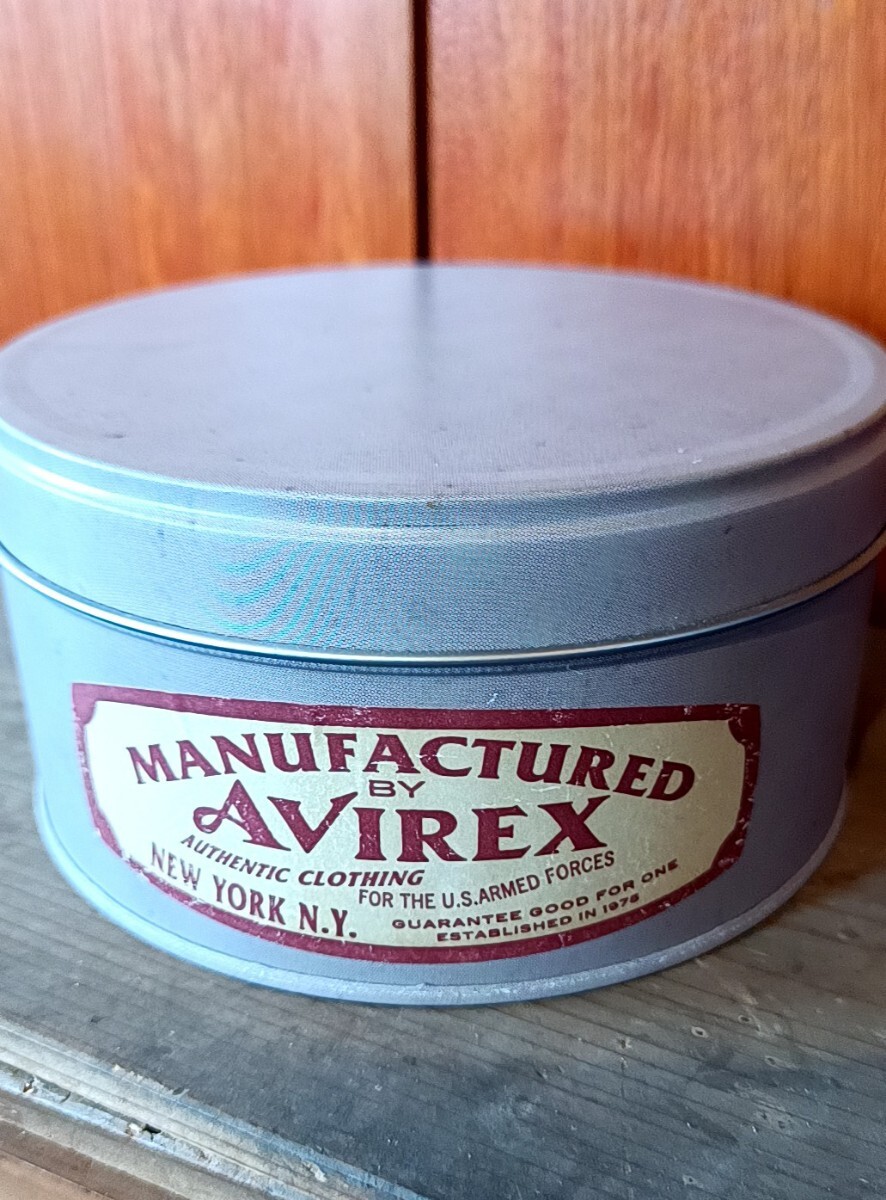 MANUFACTURED
BY
AVIREX
AUTHENTIC CLOTHING
FOR THE U.S.ARMED FORCES
NEW YORK N.Y.
GUARANTEE GOOD FOR ONE
ESTABLISHED IN 1975